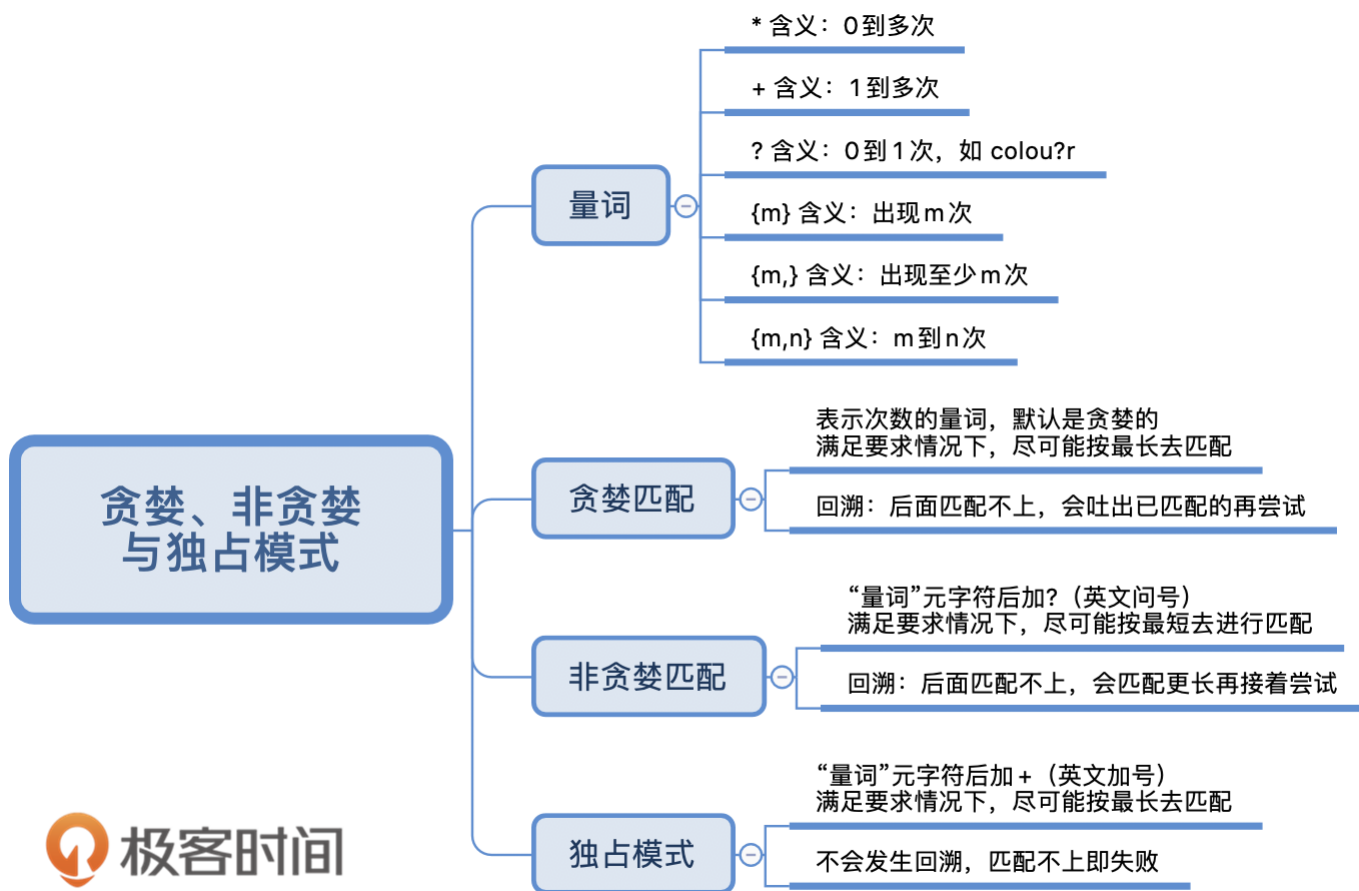 贪婪、非贪婪
与独占模式
量词
* 含义：0到多次
+ 含义：1到多次
? 含义：0到1次，如 colou?r
{m} 含义：出现m次
{m,} 含义：出现至少m次
{m,n} 含义：m到n次
贪婪匹配
表示次数的量词，默认是贪婪的
满足要求情况下，尽可能按最长去匹配
回溯：后面匹配不上，会吐出已匹配的再尝试
非贪婪匹配
“量词”元字符后加?（英文问号）
满足要求情况下，尽可能按最短去进行匹配
回溯：后面匹配不上，会匹配更长再接着尝试
独占模式
“量词”元字符后加+（英文加号）
满足要求情况下，尽可能按最长去匹配
不会发生回溯，匹配不上即失败
极客时间